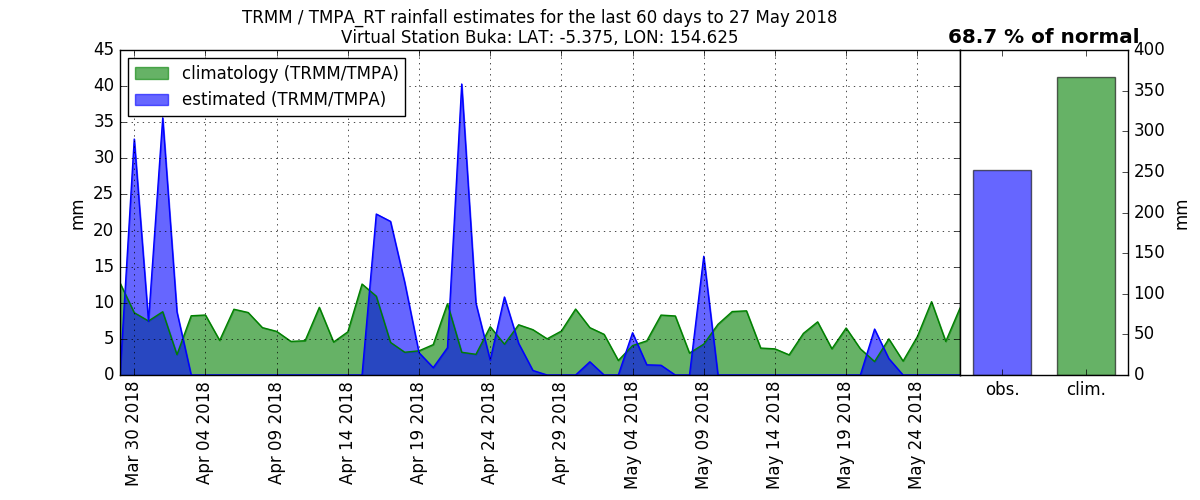 TRMM / TMPA_RT rainfall estimates for the last 60 days to 27 May 2018
Virtual Station Buka: LAT: -5.375, LON: 154.625
68.7 % of normal
climatology (TRMM/TMPA)
estimated (TRMM/TMPA)
mm
45
40
35
30
25
20
15
10
5
0
Mar 30 2018
Apr 04 2018
Apr 09 2018
Apr 14 2018
Apr 19 2018
Apr 24 2018
Apr 29 2018
May 04 2018
May 09 2018
May 14 2018
May 19 2018
May 24 2018
obs.
clim.
400
350
300
250
200
150
100
50
0
mm